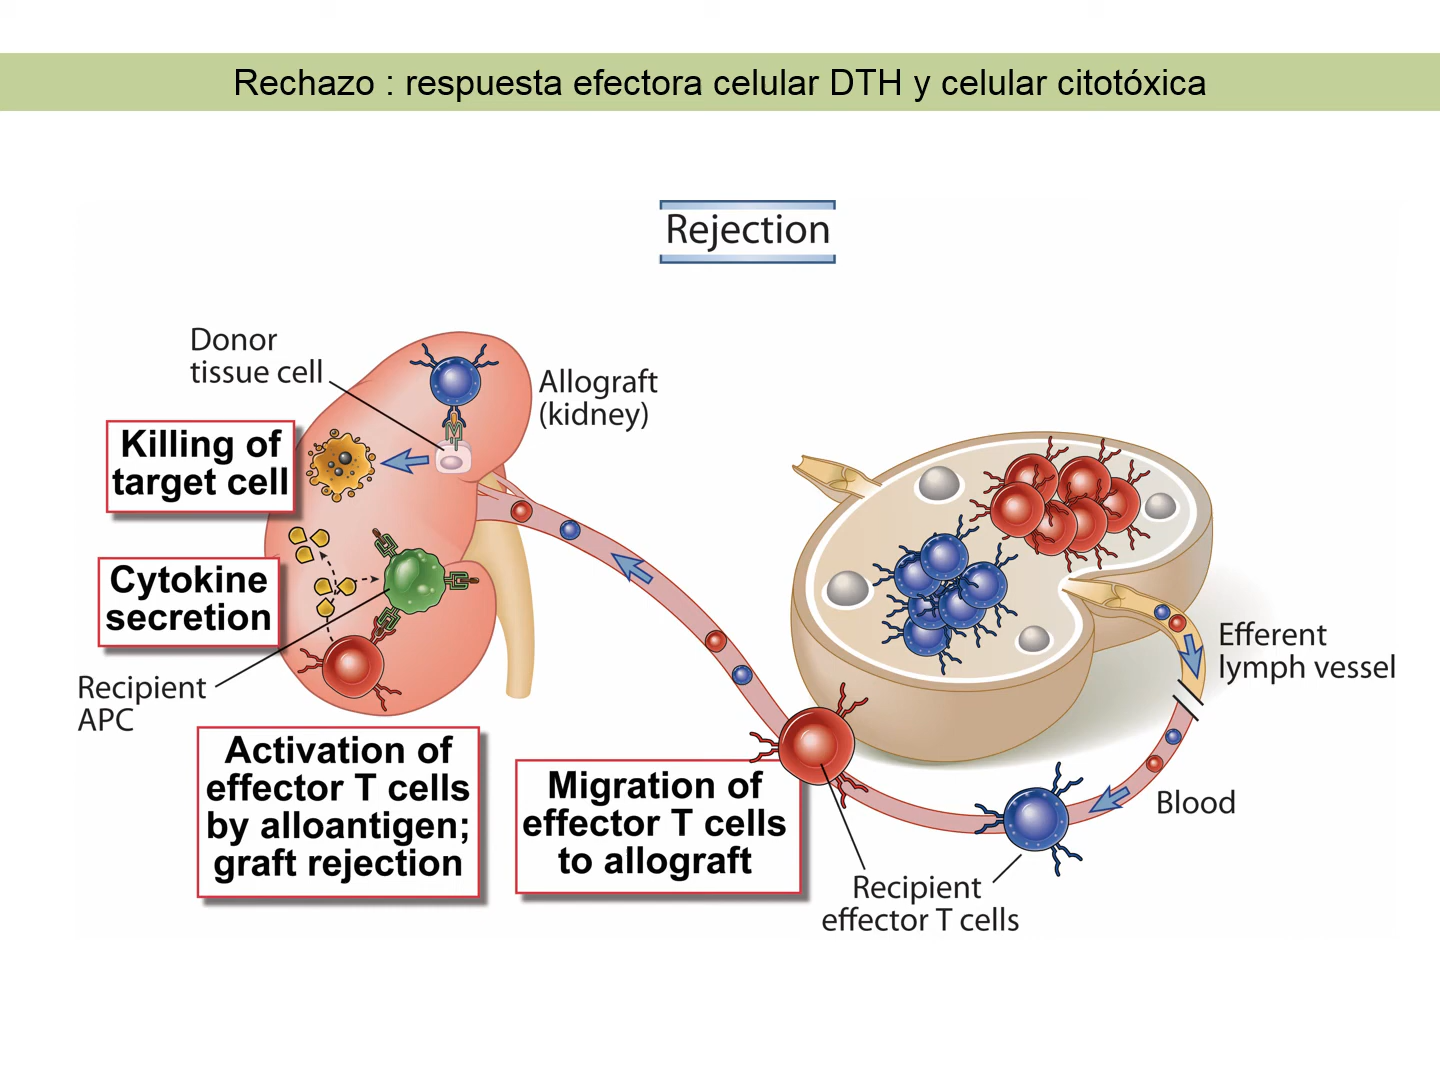 Rechazo : respuesta efectora celular DTH y celular citotóxica
Rejection
Donor
tissue cell
Allograft
(kidney)
Killing of
target cell
Cytokine
secretion
Recipient
APC
Activation of
effector T cells
by alloantigen;
graft rejection
Migration of
effector T cells
to allograft
Efferent
lymph vessel
Blood
Recipient
effector T cells